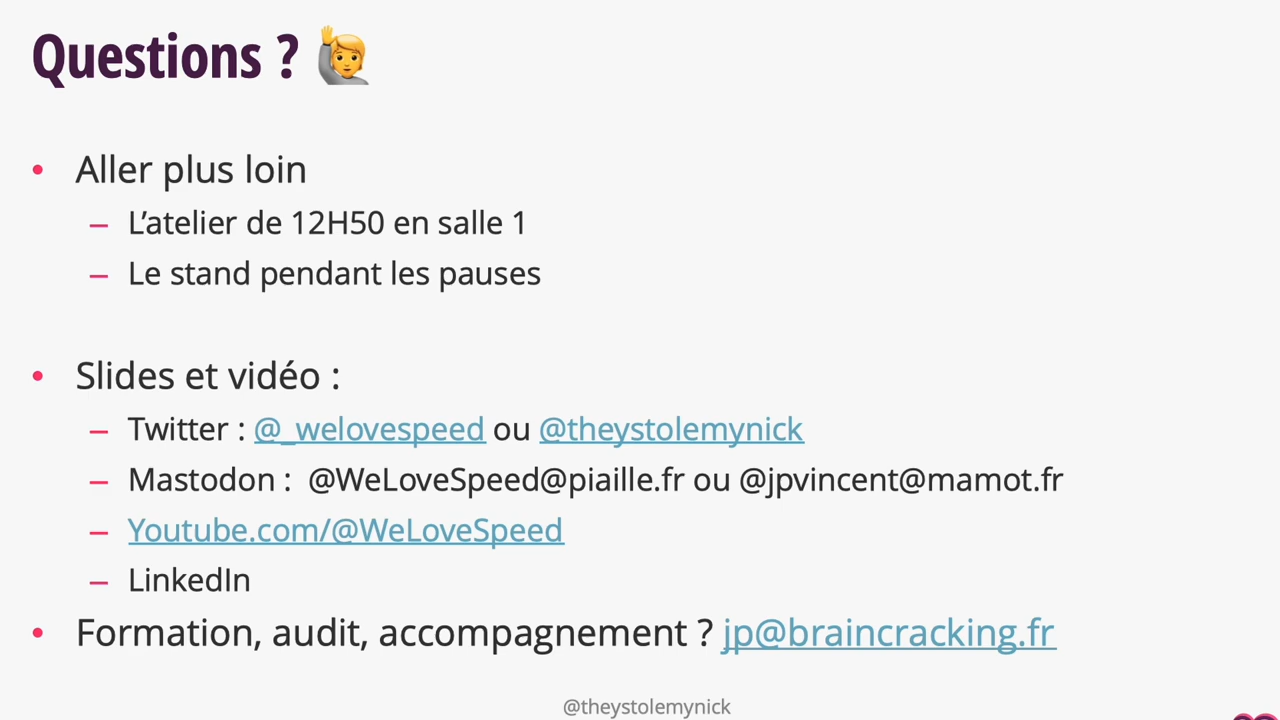 Questions ? 🙋
• Aller plus loin
– L’atelier de 12H50 en salle 1
– Le stand pendant les pauses
• Slides et vidéo :
– Twitter : @_welovespeed ou @theystolemynick
– Mastodon : @WeLoveSpeed@piaille.fr ou @jpvincent@mamot.fr
– Youtube.com/@WeLoveSpeed
– LinkedIn
• Formation, audit, accompagnement ? jp@braincracking.fr
@theystolemynick